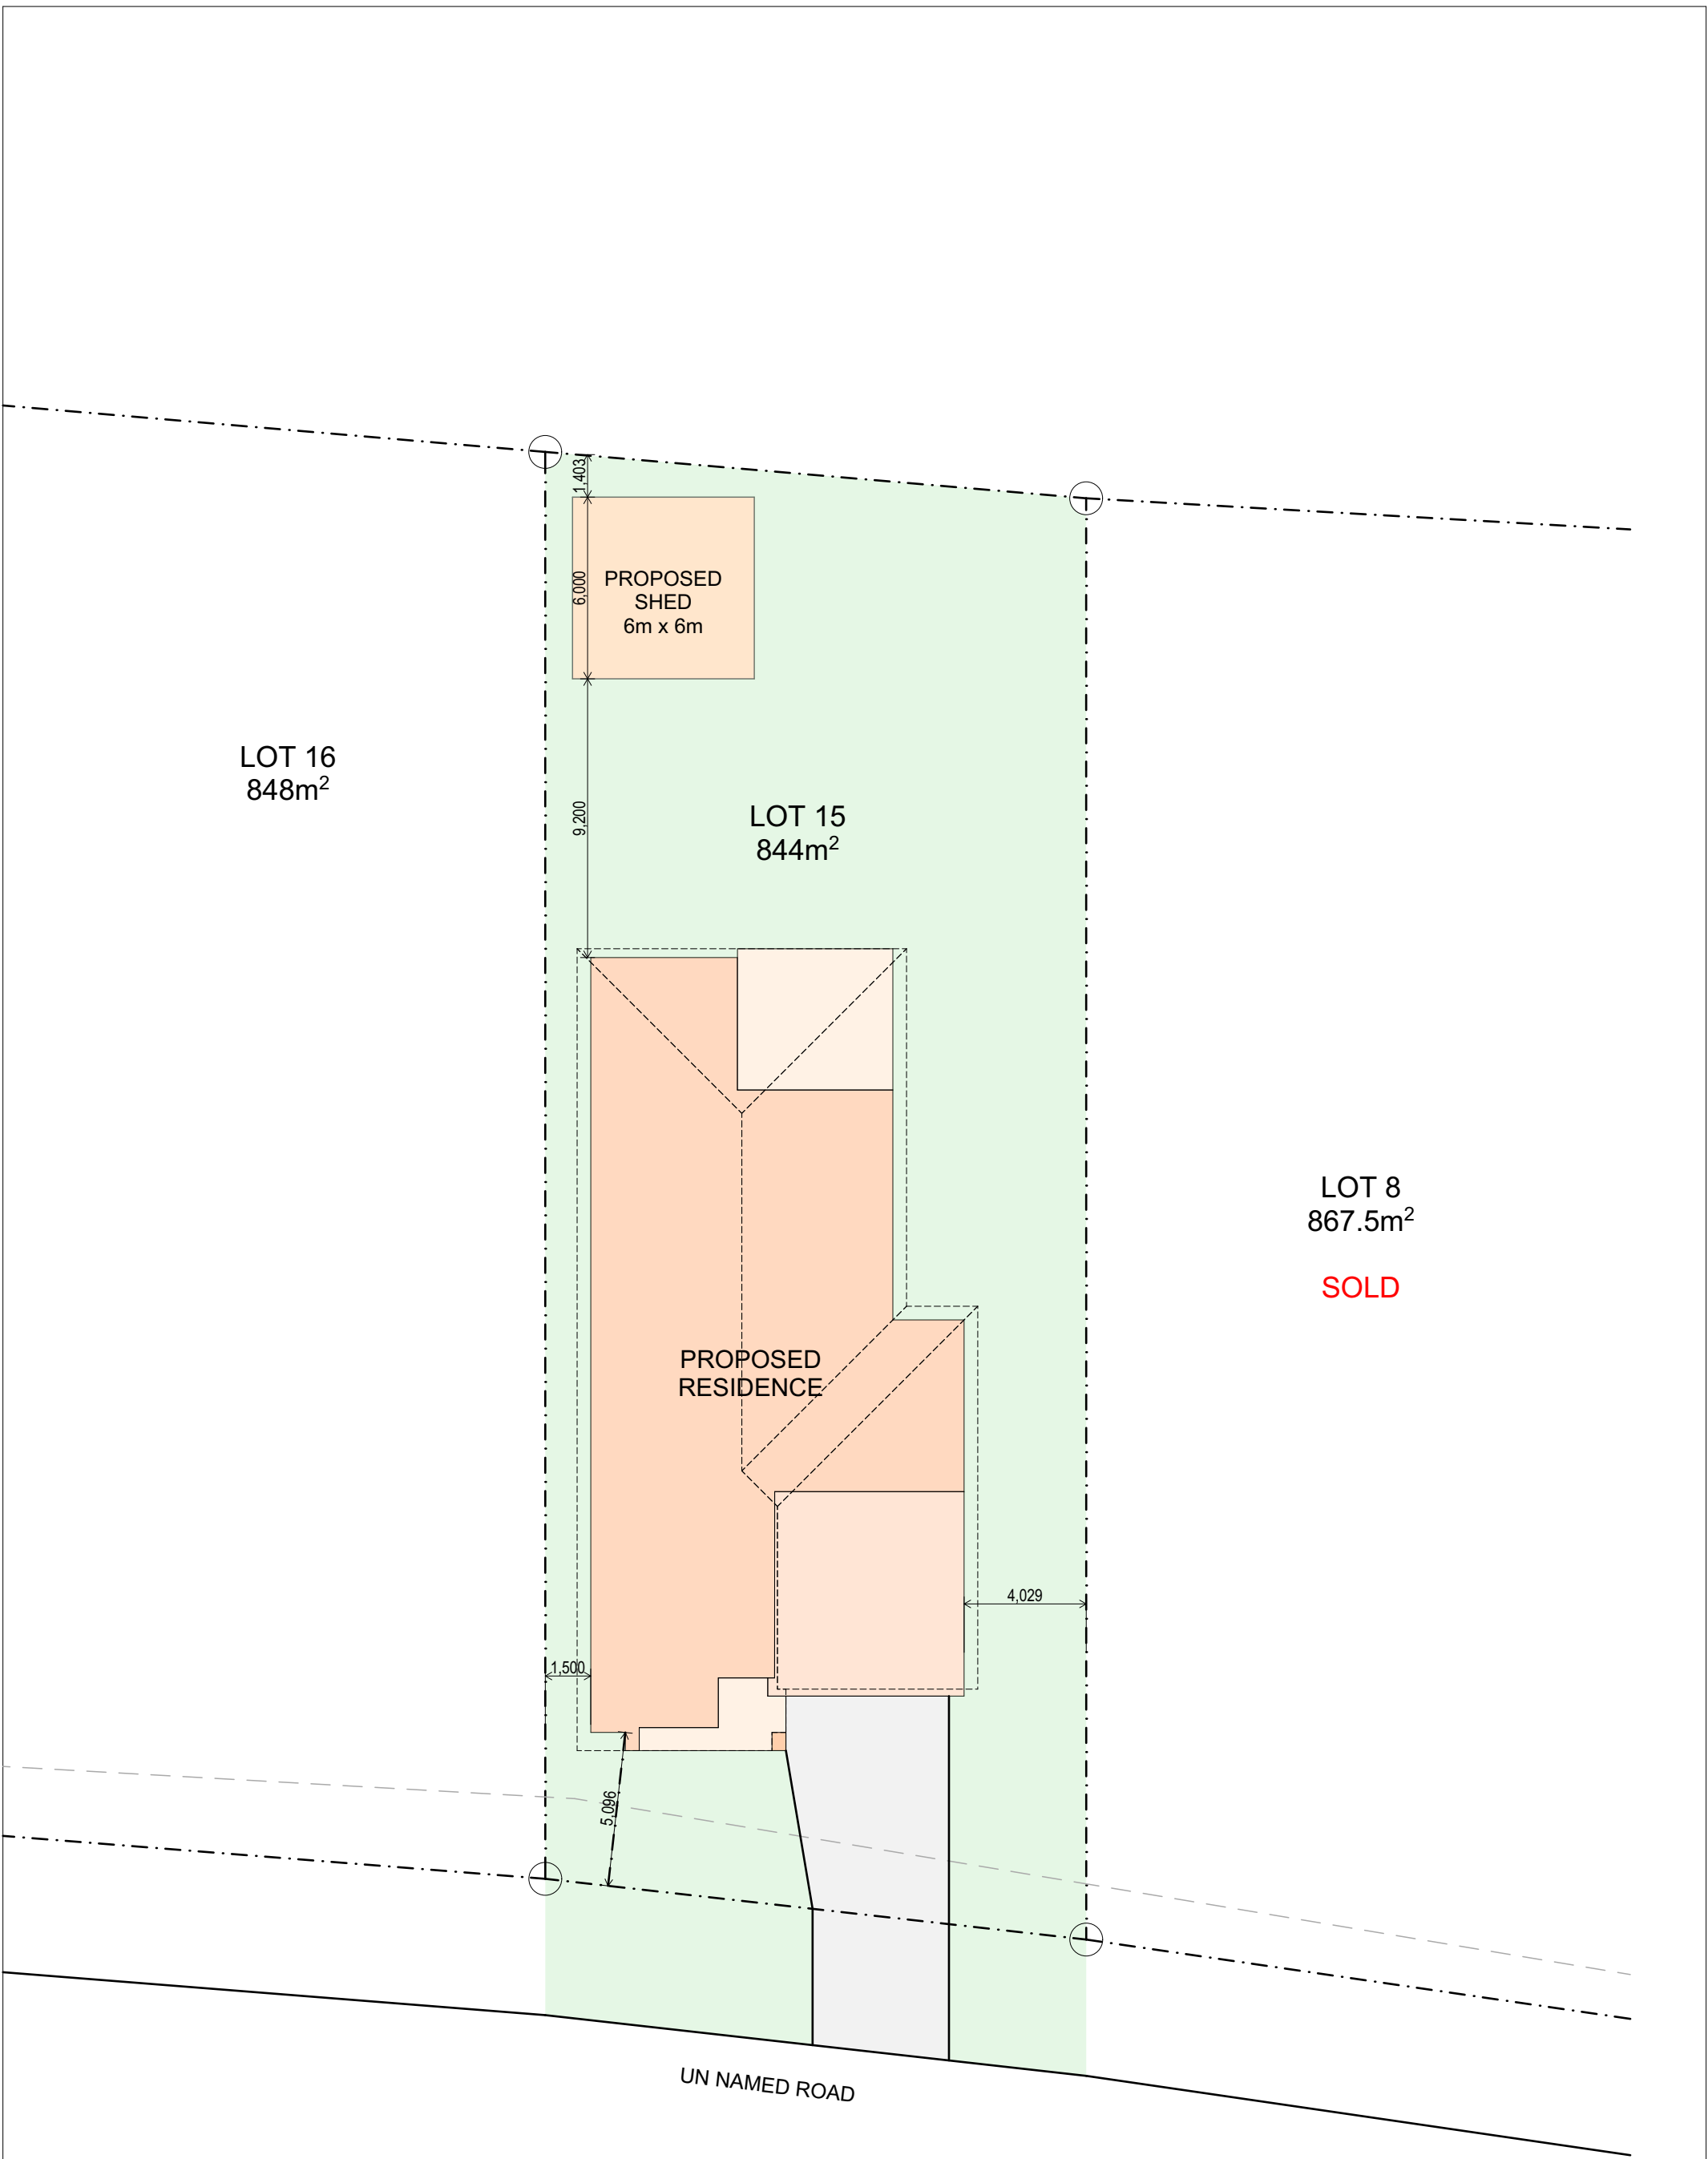 1,403
6,000
PROPOSED
SHED
6m x 6m
LOT 16
848m²
9,200
LOT 15
844m²
LOT 8
867.5m²
SOLD
PROPOSED
RESIDENCE
4,029
1,500
5,096
UN NAMED ROAD